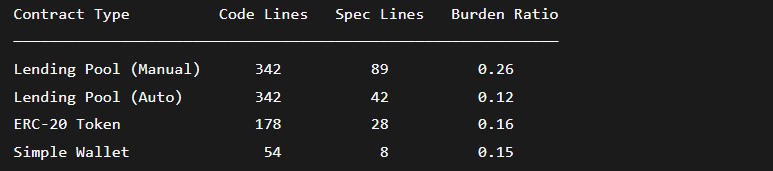 Contract Type Code Lines Spec Lines Burden Ratio
Lending Pool (Manual) 342 89 0.26
Lending Pool (Auto) 342 42 0.12
ERC-20 Token 178 28 0.16
Simple Wallet 54 8 0.15